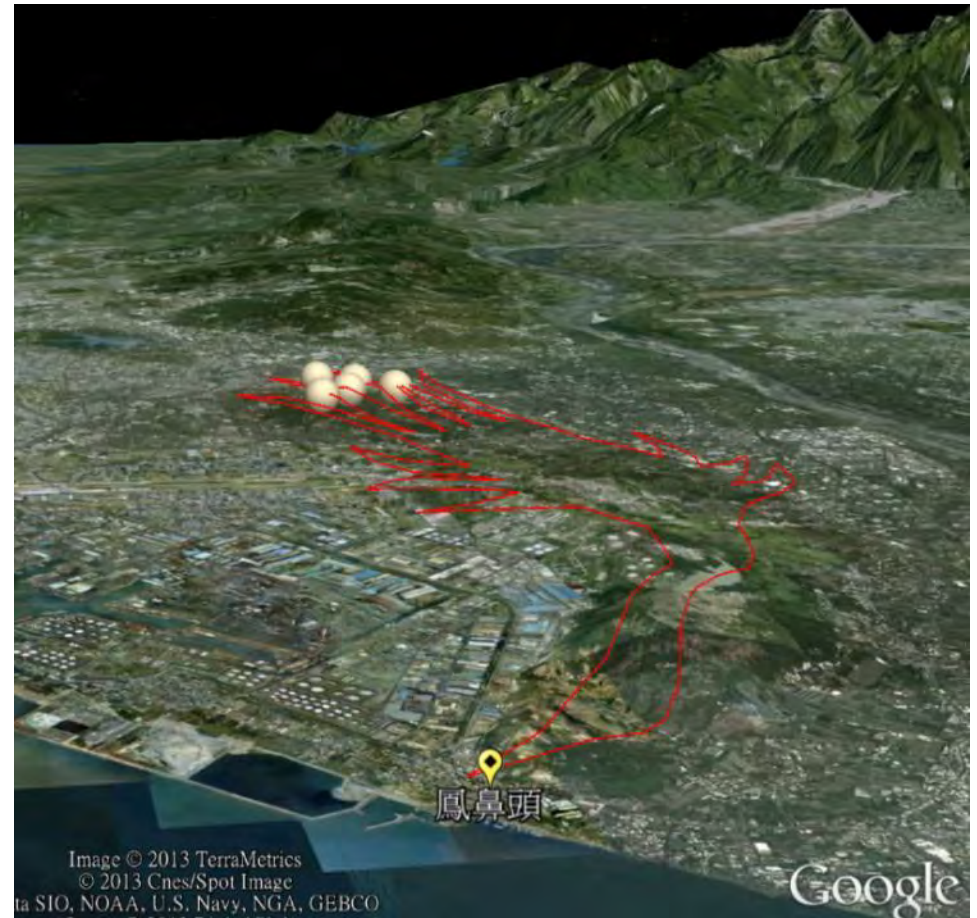 鳳鼻頭
Image © 2013 TerraMetrics
© 2013 Cnes/Spot Image
ta SIO, NOAA, U.S. Navy, NGA, GEBCO
Google